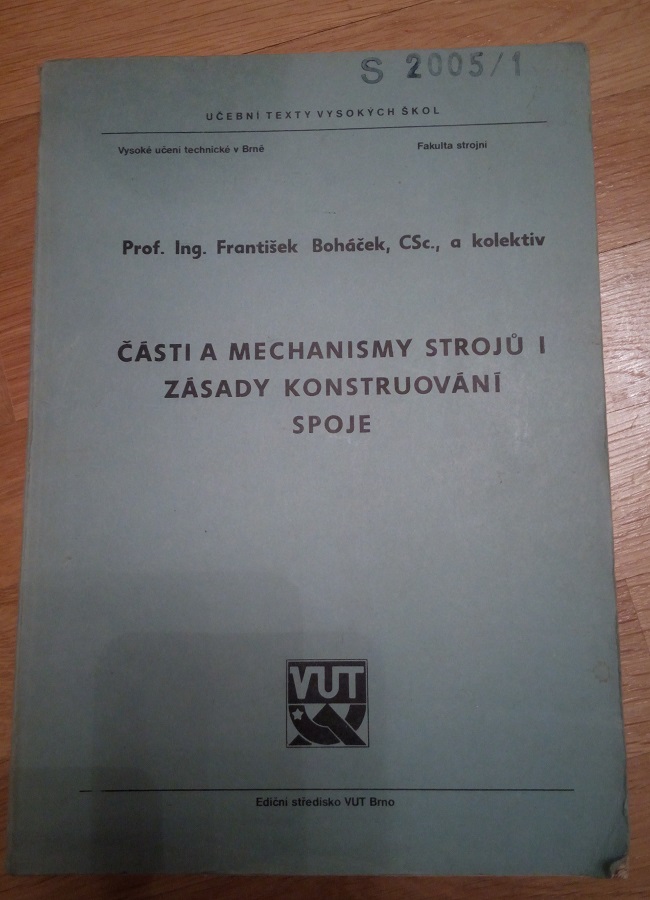 S 2005/1
UČEBNÍ TEXTY VYSOKÝCH ŠKOL
Vysoké učení technické v Brně
Fakulta strojní
Prof. Ing. František Boháček, CSc., a kolektiv
ČÁSTI A MECHANISMY STROJŮ I
ZÁSADY KONSTRUOVÁNÍ
SPOJE
VUT
Ediční středisko VUT Brno